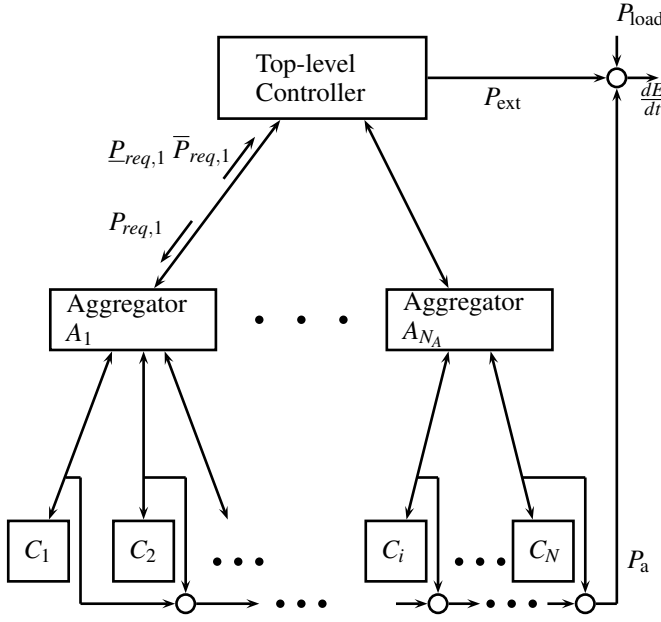 P_load
Top-level
Controller
P_ext
dE
dt
P_req,1 P̅_req,1
P_req,1
Aggregator
A_1
Aggregator
A_N_A
C_1
C_2
C_i
C_N
P_a